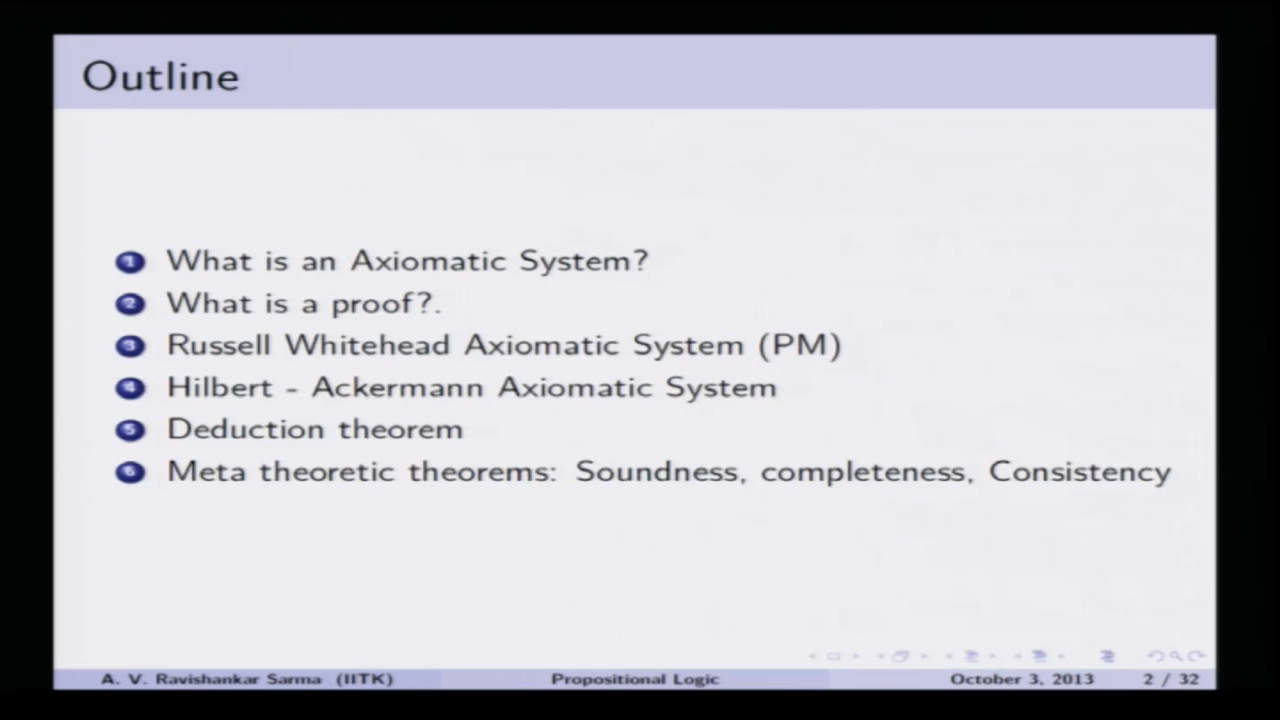 Outline
1 What is an Axiomatic System?
2 What is a proof?.
3 Russell Whitehead Axiomatic System (PM)
4 Hilbert - Ackermann Axiomatic System
5 Deduction theorem
6 Meta theoretic theorems: Soundness, completeness, Consistency
A. V. Ravishankar Sarma (IITK) Propositional Logic October 3, 2013 2 / 32